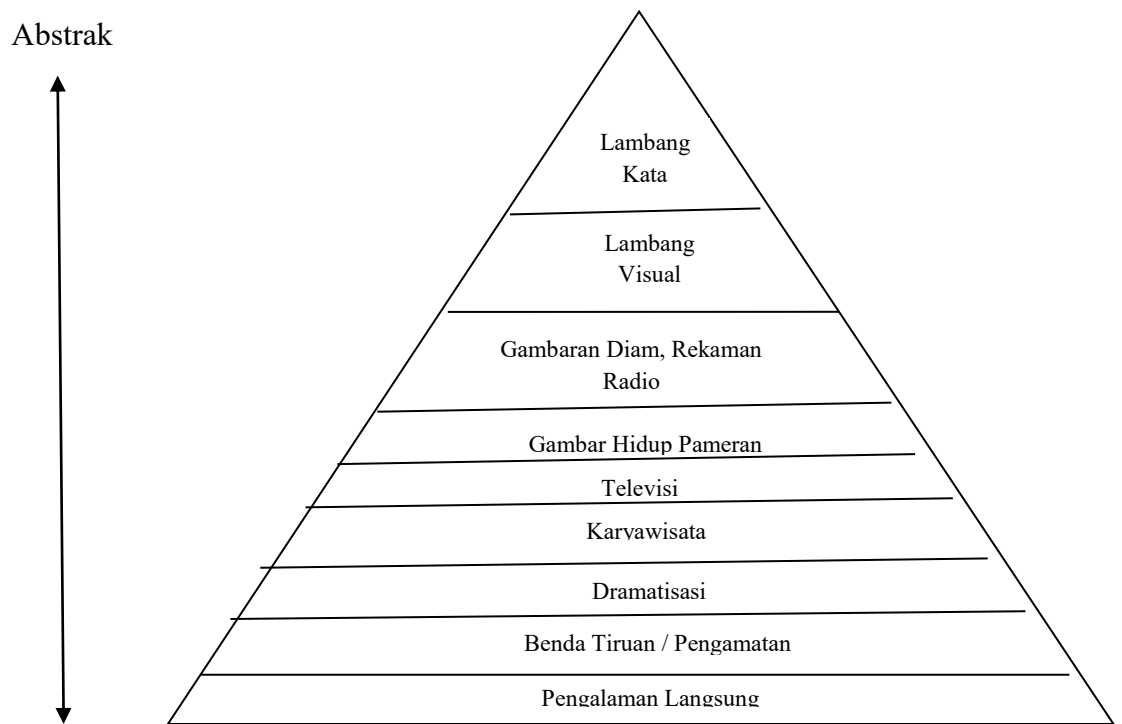 Abstrak
Lambang
Kata
Lambang
Visual
Gambaran Diam, Rekaman
Radio
Gambar Hidup Pameran
Televisi
Karyawisata
Dramatisasi
Benda Tiruan / Pengamatan
Pengalaman Langsung